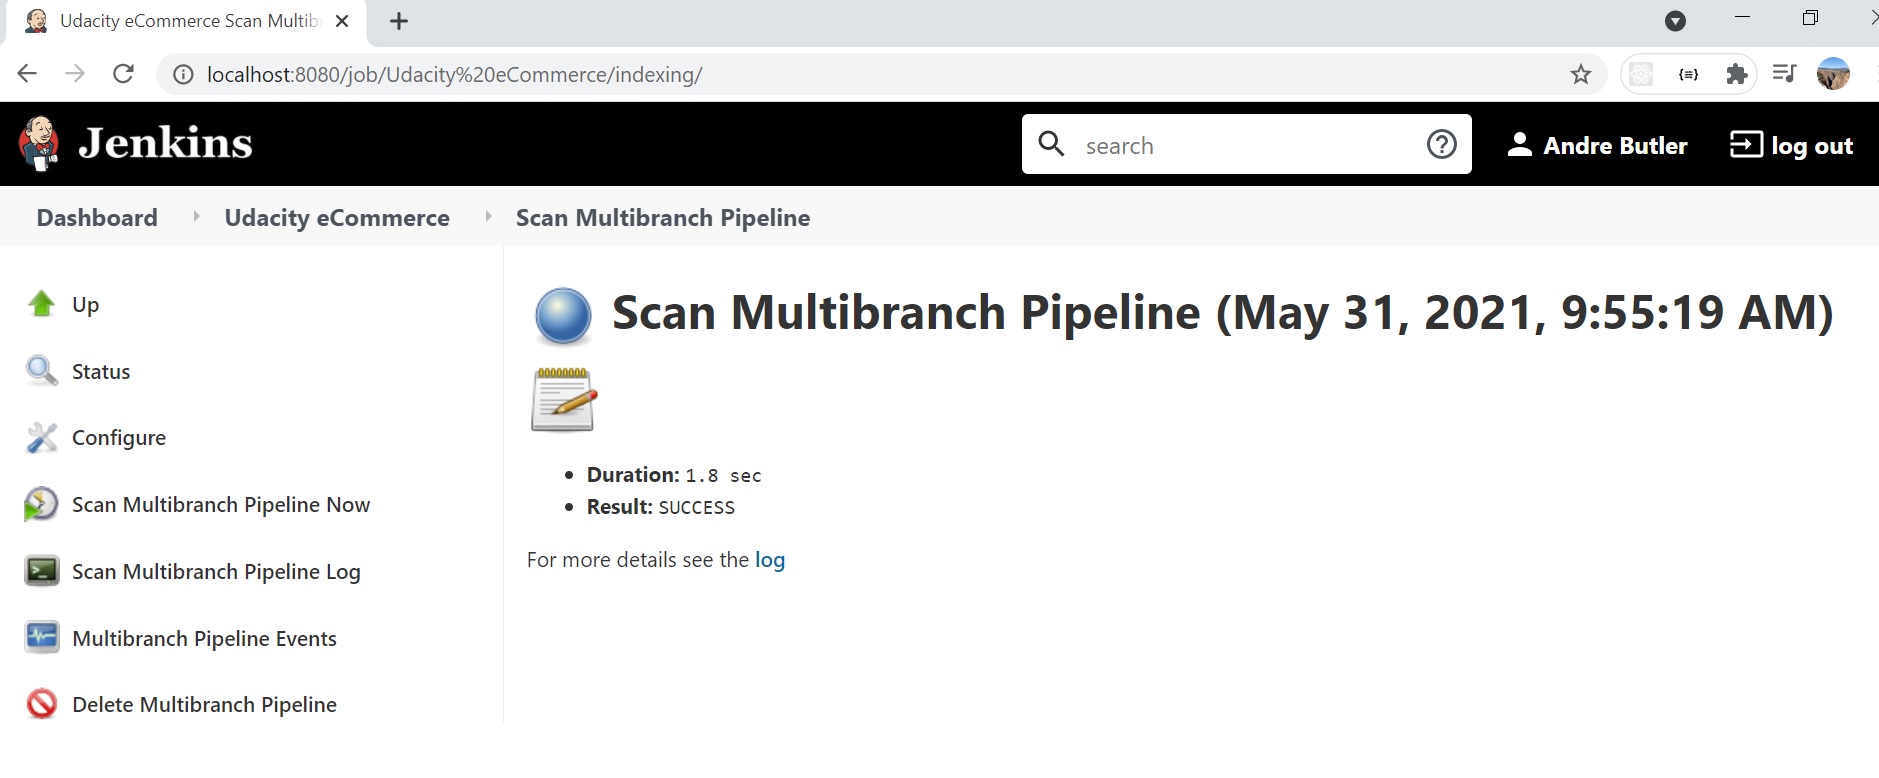 Udacity eCommerce Scan Multib
localhost:8080/job/Udacity%20eCommerce/indexing/
{≡}
Jenkins
search
Andre Butler
log out
Dashboard
Udacity eCommerce
Scan Multibranch Pipeline
Up
Status
Configure
Scan Multibranch Pipeline Now
Scan Multibranch Pipeline Log
Multibranch Pipeline Events
Delete Multibranch Pipeline
Scan Multibranch Pipeline (May 31, 2021, 9:55:19 AM)
Duration: 1.8 sec
Result: SUCCESS
For more details see the log